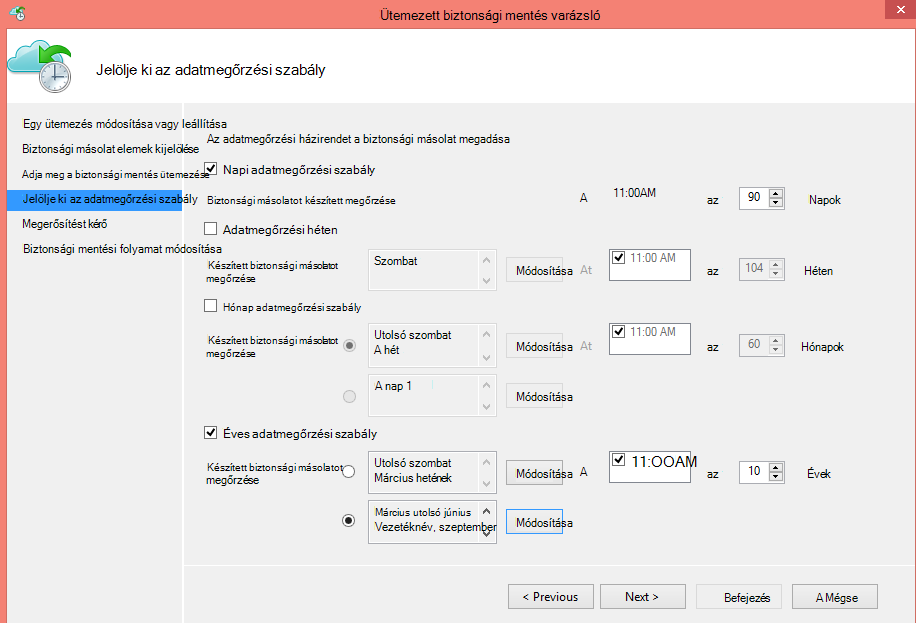 Ütemezett biztonsági mentés varázsló
Jelölje ki az adatmegőrzési szabály
Egy ütemezés módosítása vagy leállítása
Biztonsági másolat elemek kijelölése
Adja meg a biztonsági mentés ütemezése
Jelölje ki az adatmegőrzési szabály
Megerősítést kérő
Biztonsági mentési folyamat módosítása
Az adatmegőrzési házirendet a biztonsági másolat megadása
Napi adatmegőrzési szabály
Biztonsági másolatot készített megőrzése A 11:00AM az 90 Napok
Adatmegőrzési héten
Készített biztonsági másolatot megőrzése
Szombat
Módosítása At 11:00 AM az 104 Héten
Hónap adatmegőrzési szabály
Készített biztonsági másolatot megőrzése
Utolsó szombat
A hét
Módosítása At 11:00 AM az 60 Hónapok
A nap 1
Módosítása
Éves adatmegőrzési szabály
Készített biztonsági másolatot megőrzése
Utolsó szombat
Március hetének
Módosítása A 11:OOAM az 10 Évek
Március utolsó június
Vezetéknév, szeptember
Módosítása
< Previous Next > Befejezés A Mégse